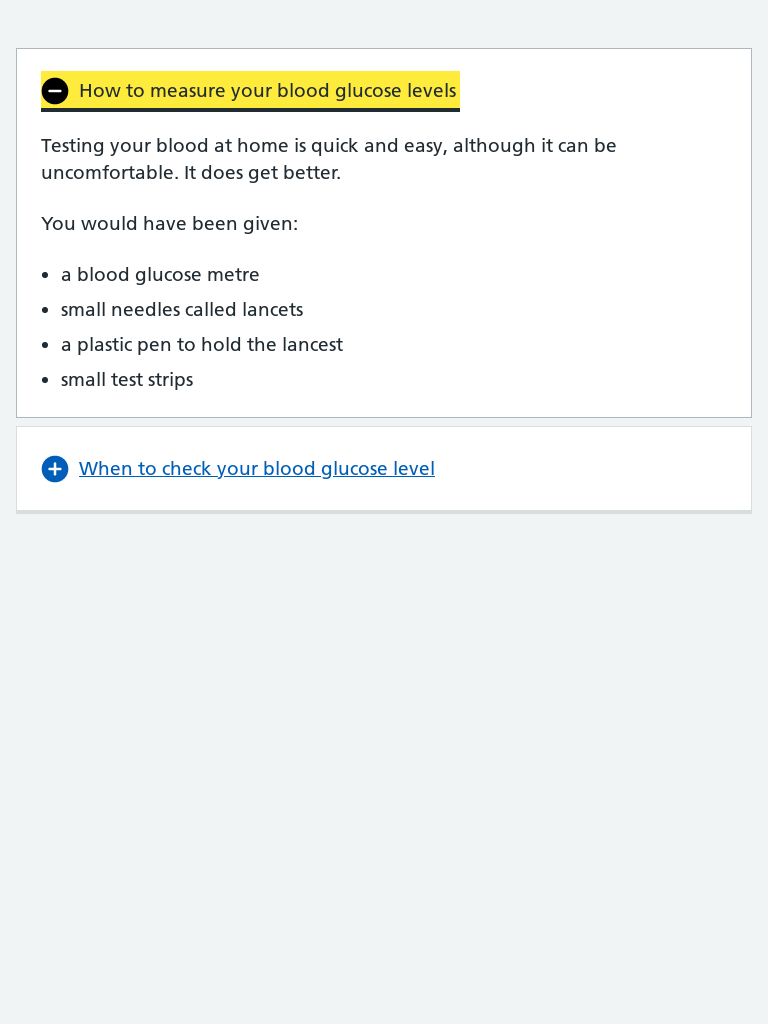 How to measure your blood glucose levels
Testing your blood at home is quick and easy, although it can be
uncomfortable. It does get better.
You would have been given:
a blood glucose metre
small needles called lancets
a plastic pen to hold the lancest
small test strips
When to check your blood glucose level